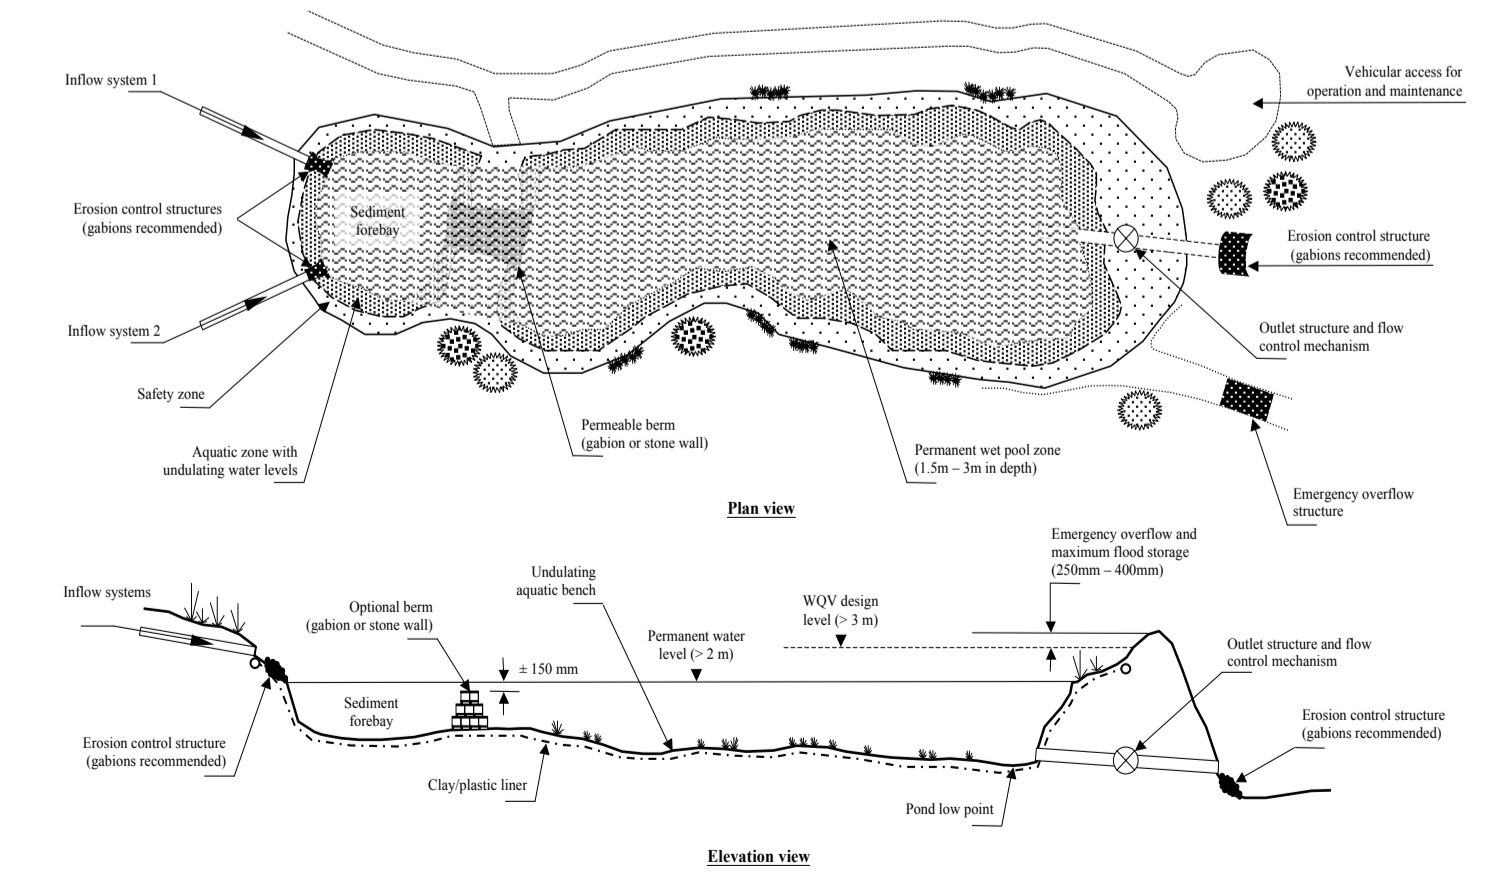 Inflow system 1
Vehicular access for
operation and maintenance
Erosion control structures
(gabions recommended)
Sediment
forebay
Erosion control structure
(gabions recommended)
Inflow system 2
Outlet structure and flow
control mechanism
Safety zone
Permeable berm
(gabion or stone wall)
Aquatic zone with
undulating water levels
Permanent wet pool zone
(1.5m – 3m in depth)
Emergency overflow
structure
Plan view
Emergency overflow and
maximum flood storage
(250mm – 400mm)
Undulating
aquatic bench
Inflow systems
Optional berm
(gabion or stone wall)
WQV design
level (> 3 m)
Permanent water
level (> 2 m)
± 150 mm
Outlet structure and flow
control mechanism
Sediment
forebay
Erosion control structure
(gabions recommended)
Erosion control structure
(gabions recommended)
Clay/plastic liner
Pond low point
Elevation view